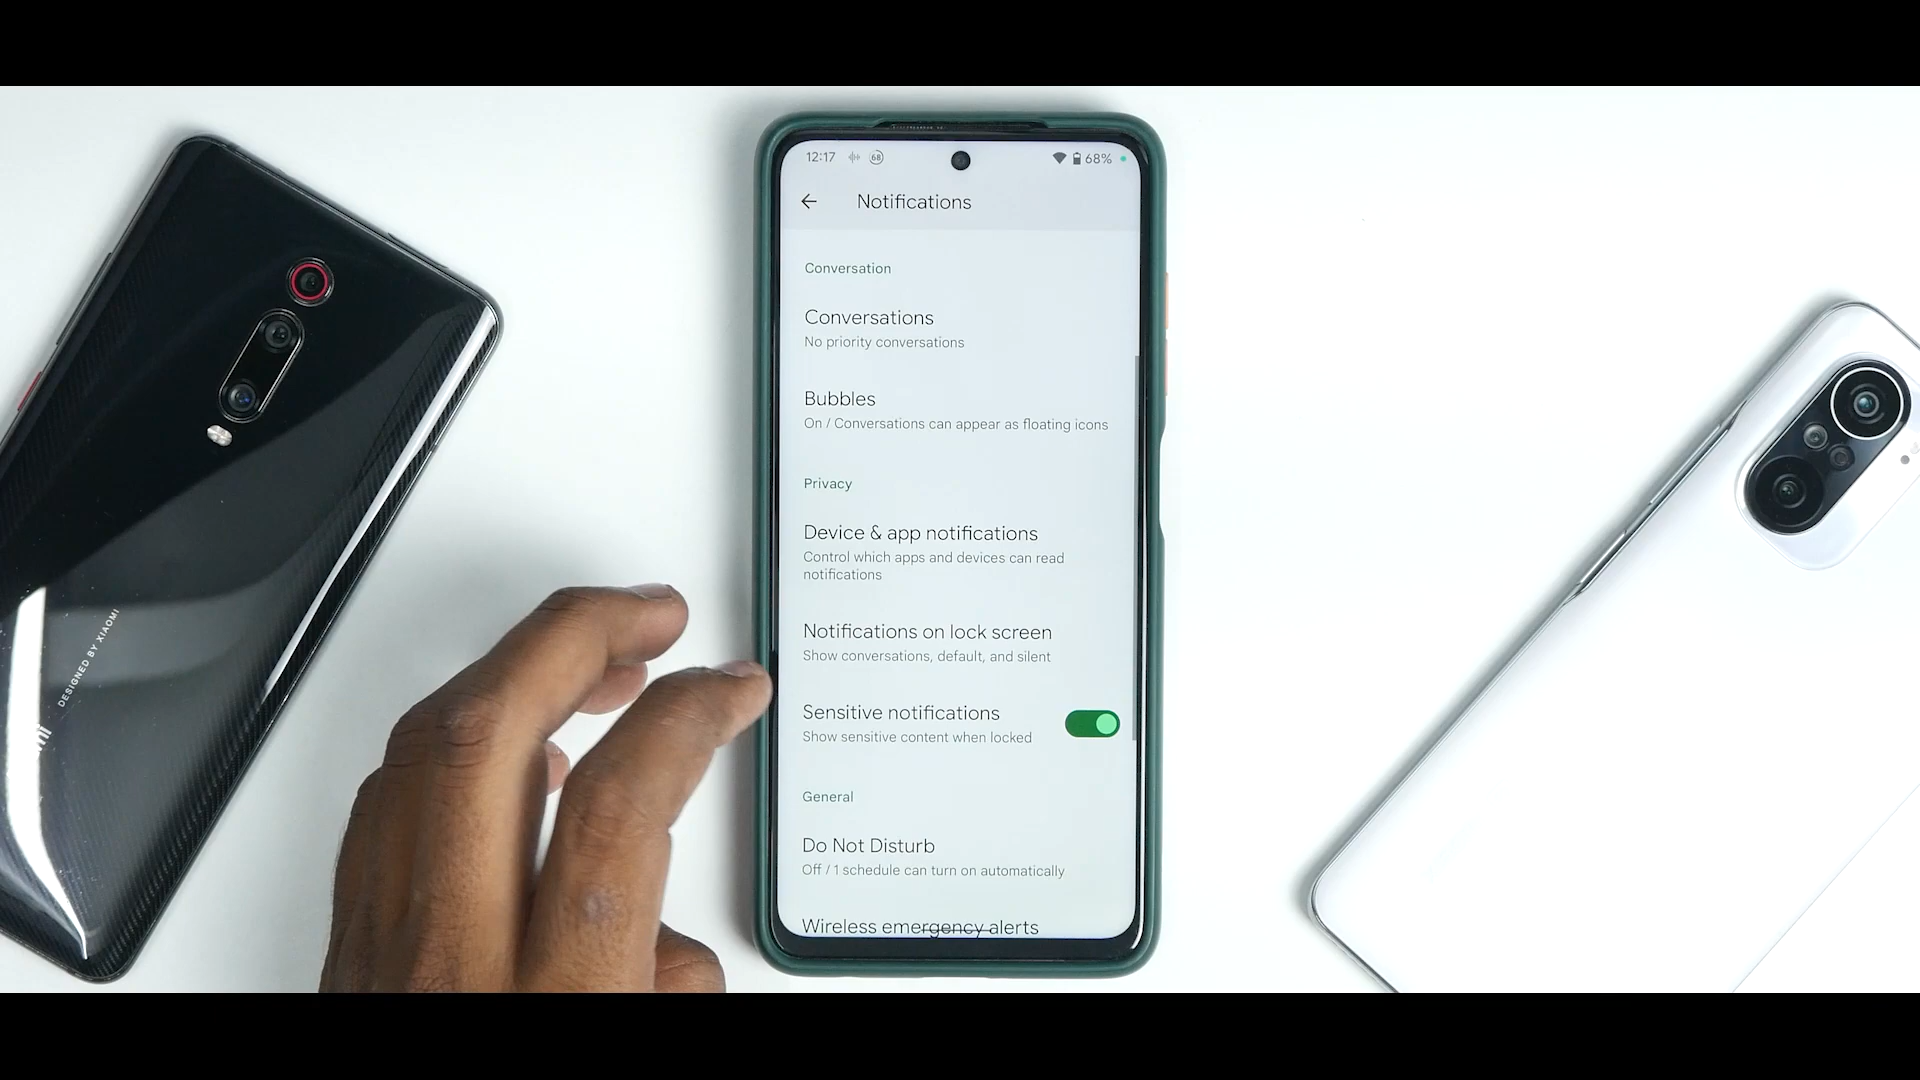 12:17 68 68%
Notifications
Conversation
Conversations
No priority conversations
Bubbles
On / Conversations can appear as floating icons
Privacy
Device & app notifications
Control which apps and devices can read
notifications
Notifications on lock screen
Show conversations, default, and silent
Sensitive notifications
Show sensitive content when locked
General
Do Not Disturb
Off / 1 schedule can turn on automatically
Wireless emergency alerts
DESIGNED BY XIAOMI
mi